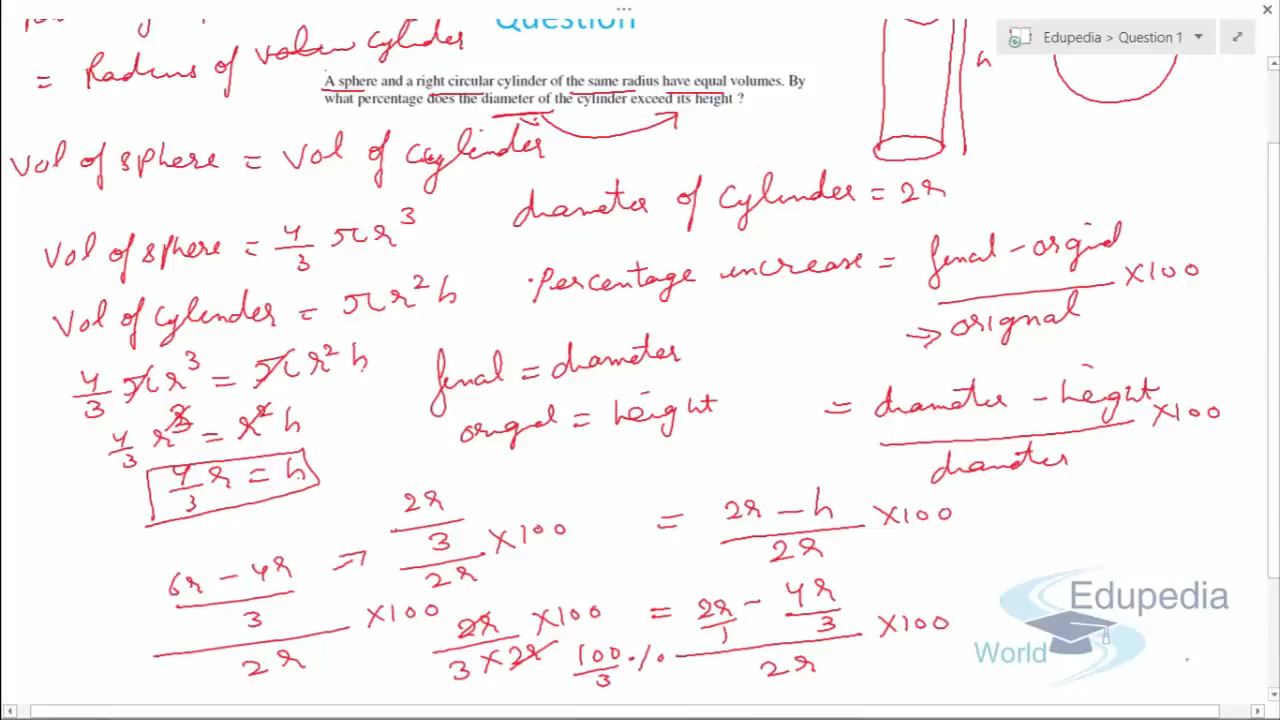 Question
Edupedia > Question 1
= Radius of cylinder
h
A sphere and a right circular cylinder of the same radius have equal volumes. By
what percentage does the diameter of the cylinder exceed its height ?
Vol of sphere = Vol of cylinder
diameter of cylinder = 2r
Vol of sphere = 4/3 πr³
Percentage increase = final - orginal / orignal × 100
Vol of cylinder = πr²h
4/3 πr³ = πr²h
final = diameter
orignal = height
= diameter - height / diameter × 100
4/3 r³ = r²h
4/3 r = h
= 2r - h / 2r × 100
= 2r/1 - 4r/3 / 2r × 100
6r - 4r / 3 / 2r × 100
⇒ 2r/3 / 2r × 100
2r / 3 × 2r × 100
100/3 %
Edupedia
World